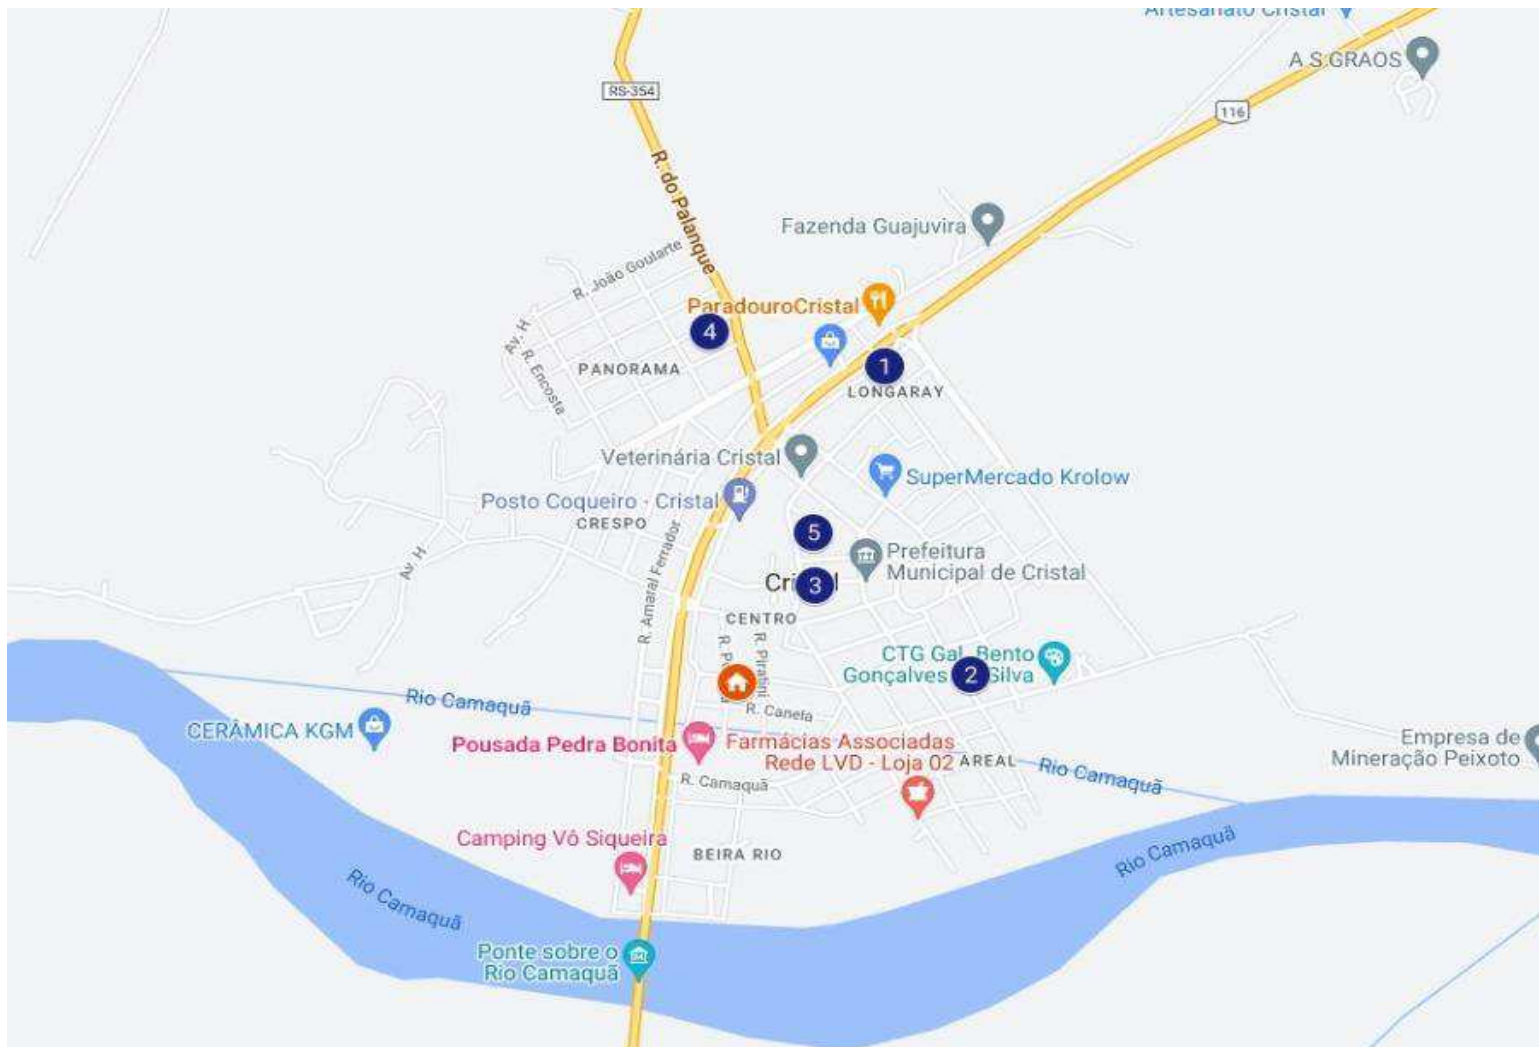 Artesanato Cristal
A S GRAOS
RS-354
116
R. do Palanque
Fazenda Guajuvira
R. João Goularte
ParadouroCristal
4
Av. H
R. Encosta
PANORAMA
1
LONGARAY
Veterinária Cristal
SuperMercado Krolow
Posto Coqueiro - Cristal
CRESPO
5
Prefeitura
Municipal de Cristal
Av. H
R. Amaral Ferrador
3
CENTRO
R. Piratini
CTG Gal. Bento
Gonçalves
Silva
2
Rio Camaquã
R. Canela
CERÂMICA KGM
Pousada Pedra Bonita
Farmácias Associadas
Rede LVD - Loja 02
AREAL
Rio Camaquã
Empresa de
Mineração Peixoto
R. Camaquã
Camping Vô Siqueira
BEIRA RIO
Rio Camaquã
Rio Camaquã
Ponte sobre o
Rio Camaquã